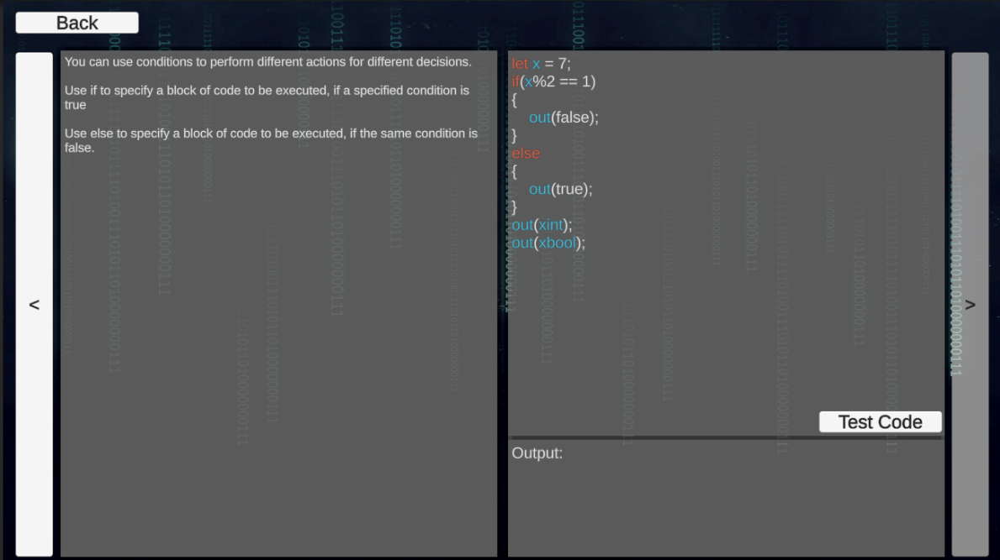 Back
You can use conditions to perform different actions for different decisions.
Use if to specify a block of code to be executed, if a specified condition is
true
Use else to specify a block of code to be executed, if the same condition is
false.
<
let x = 7;
if(x%2 == 1)
{
out(false);
}
else
{
out(true);
}
out(xint);
out(xbool);
Test Code
Output:
>